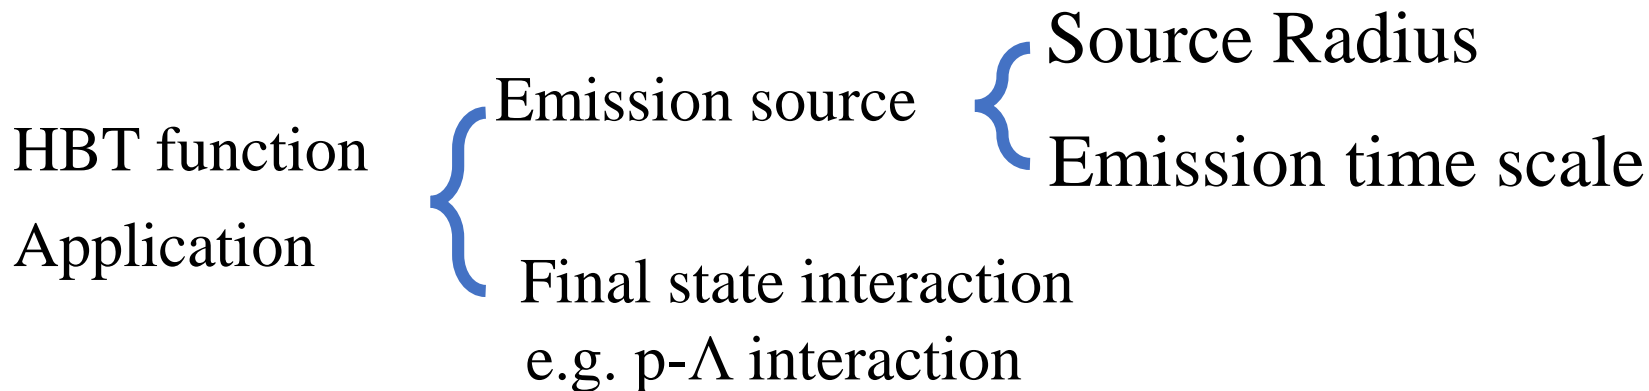 HBT function
Application
Emission source
Source Radius
Emission time scale
Final state interaction
e.g. p-Λ interaction